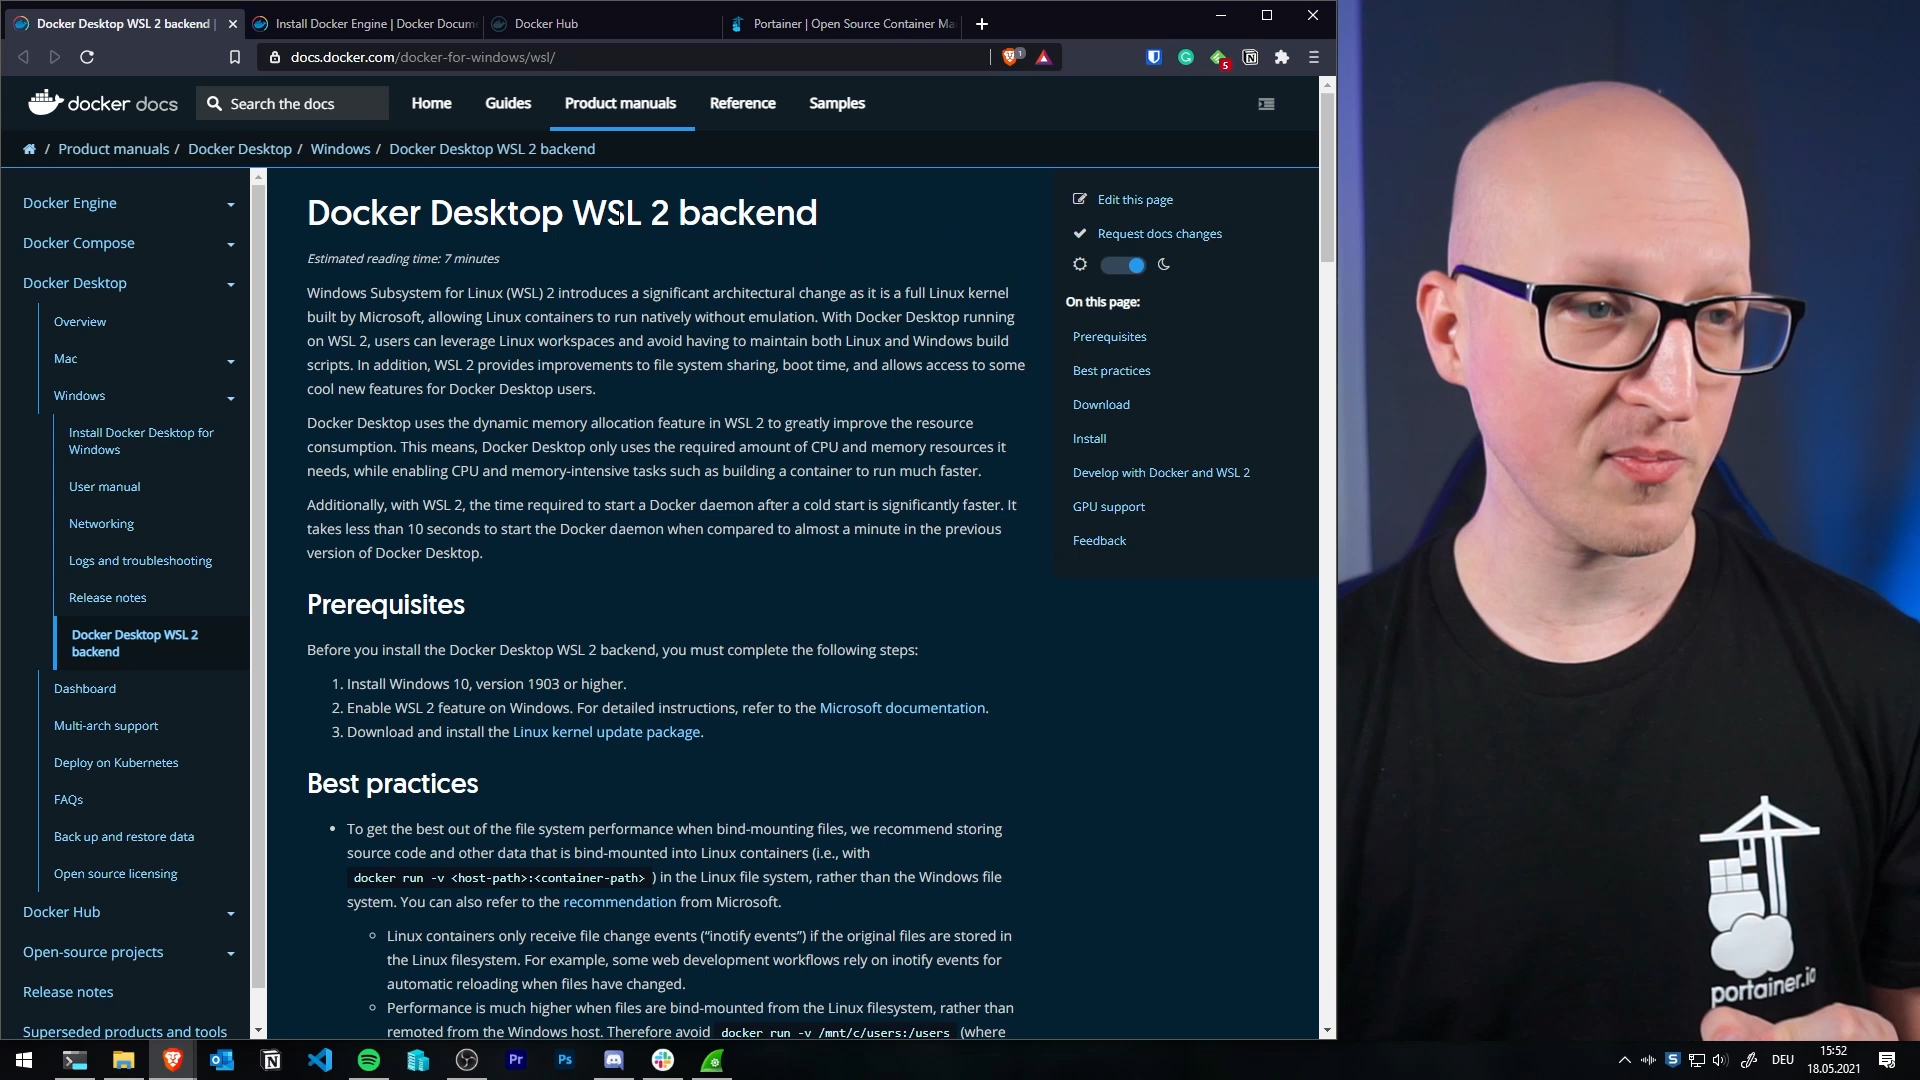 Docker Desktop WSL 2 backend |
Install Docker Engine | Docker Docum
Docker Hub
Portainer | Open Source Container Ma
docs.docker.com/docker-for-windows/wsl/
1
5
docker docs
Search the docs
Home
Guides
Product manuals
Reference
Samples
/ Product manuals / Docker Desktop / Windows / Docker Desktop WSL 2 backend
Docker Engine
Docker Compose
Docker Desktop
Overview
Mac
Windows
Install Docker Desktop for
Windows
User manual
Networking
Logs and troubleshooting
Release notes
Docker Desktop WSL 2
backend
Dashboard
Multi-arch support
Deploy on Kubernetes
FAQs
Back up and restore data
Open source licensing
Docker Hub
Open-source projects
Release notes
Superseded products and tools
Docker Desktop WSL 2 backend
Estimated reading time: 7 minutes
Windows Subsystem for Linux (WSL) 2 introduces a significant architectural change as it is a full Linux kernel
built by Microsoft, allowing Linux containers to run natively without emulation. With Docker Desktop running
on WSL 2, users can leverage Linux workspaces and avoid having to maintain both Linux and Windows build
scripts. In addition, WSL 2 provides improvements to file system sharing, boot time, and allows access to some
cool new features for Docker Desktop users.
Docker Desktop uses the dynamic memory allocation feature in WSL 2 to greatly improve the resource
consumption. This means, Docker Desktop only uses the required amount of CPU and memory resources it
needs, while enabling CPU and memory-intensive tasks such as building a container to run much faster.
Additionally, with WSL 2, the time required to start a Docker daemon after a cold start is significantly faster. It
takes less than 10 seconds to start the Docker daemon when compared to almost a minute in the previous
version of Docker Desktop.
Prerequisites
Before you install the Docker Desktop WSL 2 backend, you must complete the following steps:
1. Install Windows 10, version 1903 or higher.
2. Enable WSL 2 feature on Windows. For detailed instructions, refer to the Microsoft documentation.
3. Download and install the Linux kernel update package.
Best practices
• To get the best out of the file system performance when bind-mounting files, we recommend storing
source code and other data that is bind-mounted into Linux containers (i.e., with
docker run -v <host-path>:<container-path> ) in the Linux file system, rather than the Windows file
system. You can also refer to the recommendation from Microsoft.
○ Linux containers only receive file change events (“inotify events”) if the original files are stored in
the Linux filesystem. For example, some web development workflows rely on inotify events for
automatic reloading when files have changed.
○ Performance is much higher when files are bind-mounted from the Linux filesystem, rather than
remoted from the Windows host. Therefore avoid docker run -v /mnt/c/users:/users (where
Edit this page
Request docs changes
On this page:
Prerequisites
Best practices
Download
Install
Develop with Docker and WSL 2
GPU support
Feedback
portainer.io
Pr
Ps
DEU
15:52
18.05.2021